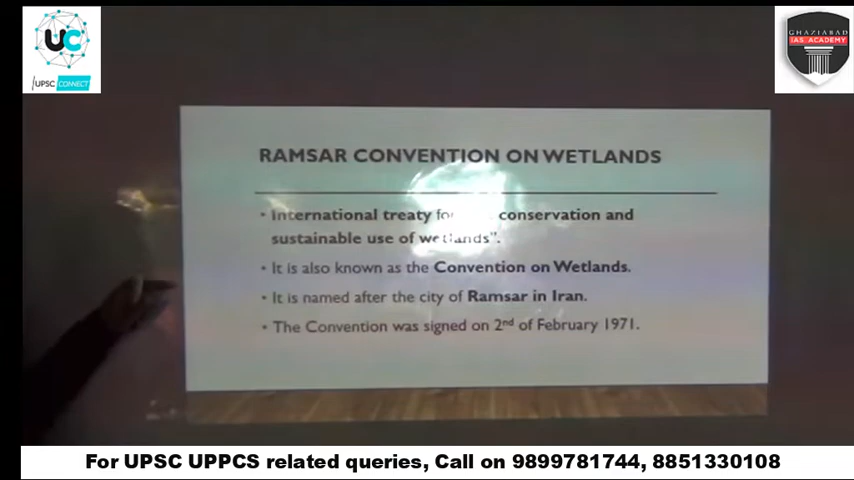 UC
UPSC CONNECT
GHAZIABAD
IAS ACADEMY
RAMSAR CONVENTION ON WETLANDS
• International treaty for conservation and
sustainable use of wetlands".
• It is also known as the Convention on Wetlands.
• It is named after the city of Ramsar in Iran.
• The Convention was signed on 2nd of February 1971.
For UPSC UPPCS related queries, Call on 9899781744, 8851330108